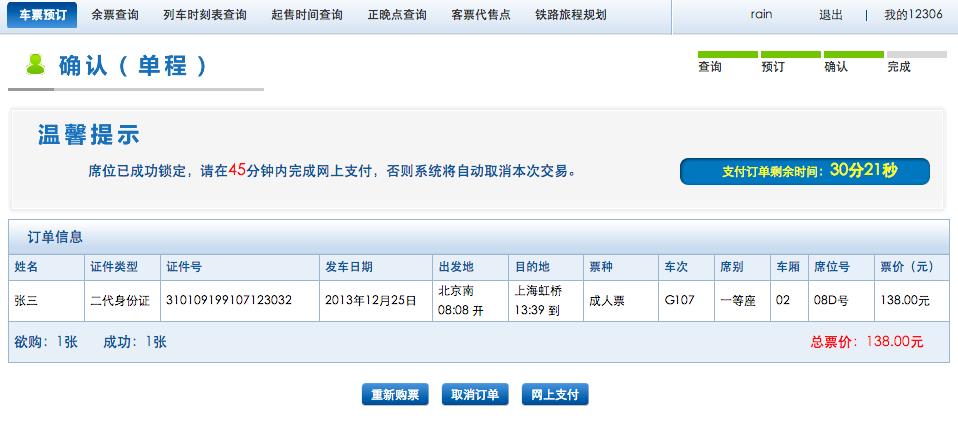 车票预订 余票查询 列车时刻表查询 起售时间查询 正晚点查询 客票代售点 铁路旅程规划 rain 退出 | 我的12306
确认（单程）
查询 预订 确认 完成
温馨提示
席位已成功锁定，请在45分钟内完成网上支付，否则系统将自动取消本次交易。
支付订单剩余时间：30分21秒
订单信息
姓名 证件类型 证件号 发车日期 出发地 目的地 票种 车次 席别 车厢 席位号 票价（元）
张三 二代身份证 310109199107123032 2013年12月25日 北京南 上海虹桥 成人票 G107 一等座 02 08D号 138.00元
08:08 开 13:39 到
欲购：1张 成功：1张 总票价：138.00元
重新购票 取消订单 网上支付